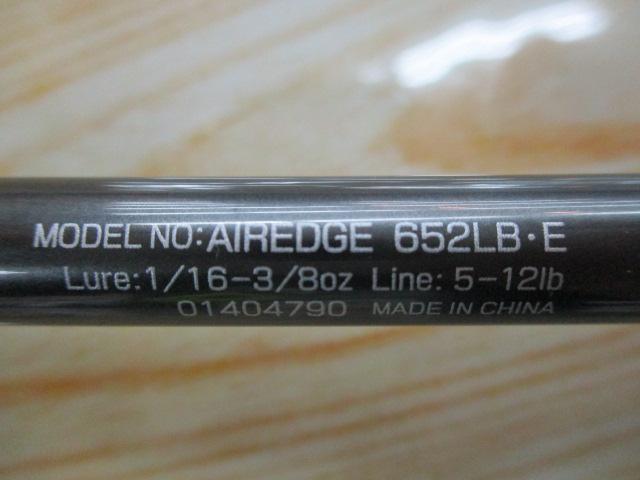 MODEL NO:AIREDGE 652LB·E
Lure:1/16-3/8oz Line: 5-12lb
01404790 MADE IN CHINA